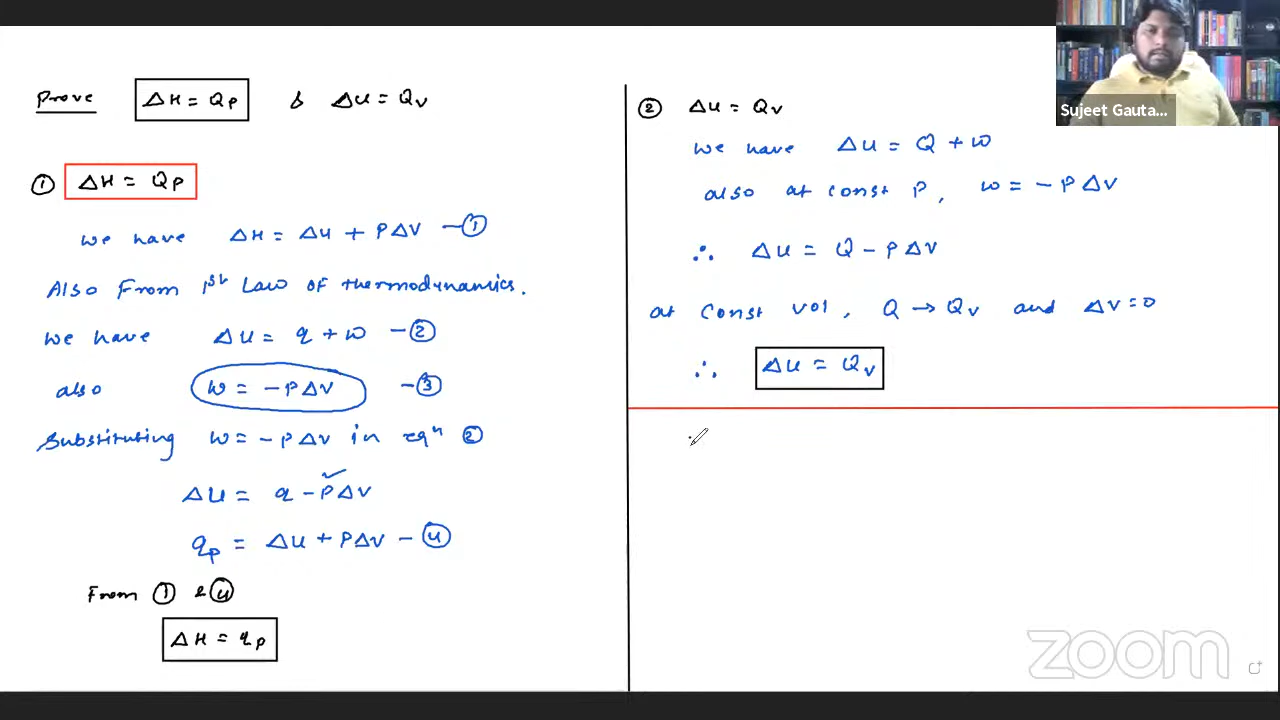 Prove ΔH = Qp & ΔU = Qv
① ΔH = Qp
We have ΔH = ΔU + PΔV —①
Also From 1st Law of thermodynamics.
We have ΔU = q + w —②
also w = -PΔV —③
Substituting w = -PΔV in eqn ②
ΔU = q - PΔV
qp = ΔU + PΔV —④
From ① & ④
ΔH = qp
② ΔU = Qv
We have ΔU = Q + W
also at const P, w = -PΔV
∴ ΔU = Q - PΔV
at const vol, Q → Qv and ΔV=0
∴ ΔU = Qv
Sujeet Gauta...
zoom